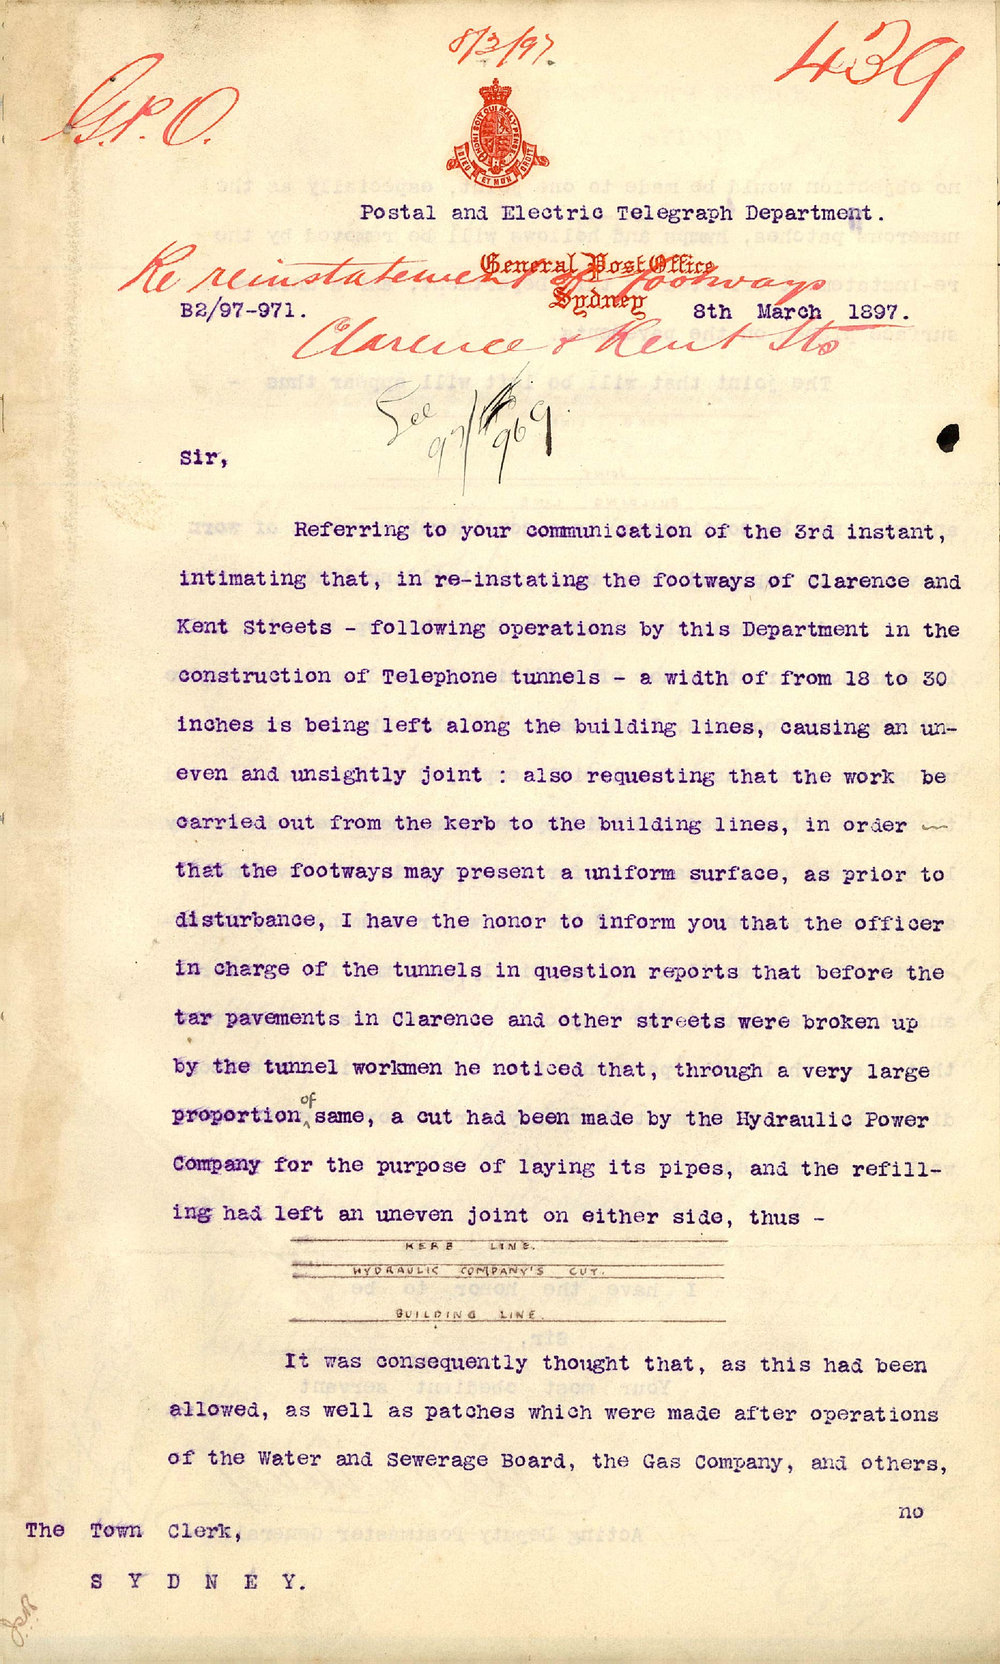 8/3/97.
439
G.P.O.
HONI SOIT QUI MAL Y PENSE
DIEU ET MON DROIT
Postal and Electric Telegraph Department.
General Post Office
Re reinstatement of footways
Sydney
B2/97-971. 8th March 1897.
Clarence & Kent Sts
See
97/
969.
Sir,
Referring to your communication of the 3rd instant,
intimating that, in re-instating the footways of Clarence and
Kent Streets - following operations by this Department in the
construction of Telephone tunnels - a width of from 18 to 30
inches is being left along the building lines, causing an un-
even and unsightly joint : also requesting that the work be
carried out from the kerb to the building lines, in order
that the footways may present a uniform surface, as prior to
disturbance, I have the honor to inform you that the officer
in charge of the tunnels in question reports that before the
tar pavements in Clarence and other streets were broken up
by the tunnel workmen he noticed that, through a very large
proportion of same, a cut had been made by the Hydraulic Power
Company for the purpose of laying its pipes, and the refill-
ing had left an uneven joint on either side, thus -
KERB LINE.
HYDRAULIC COMPANY'S CUT.
BUILDING LINE.
It was consequently thought that, as this had been
allowed, as well as patches which were made after operations
of the Water and Sewerage Board, the Gas Company, and others,
no
The Town Clerk,
SYDNEY.